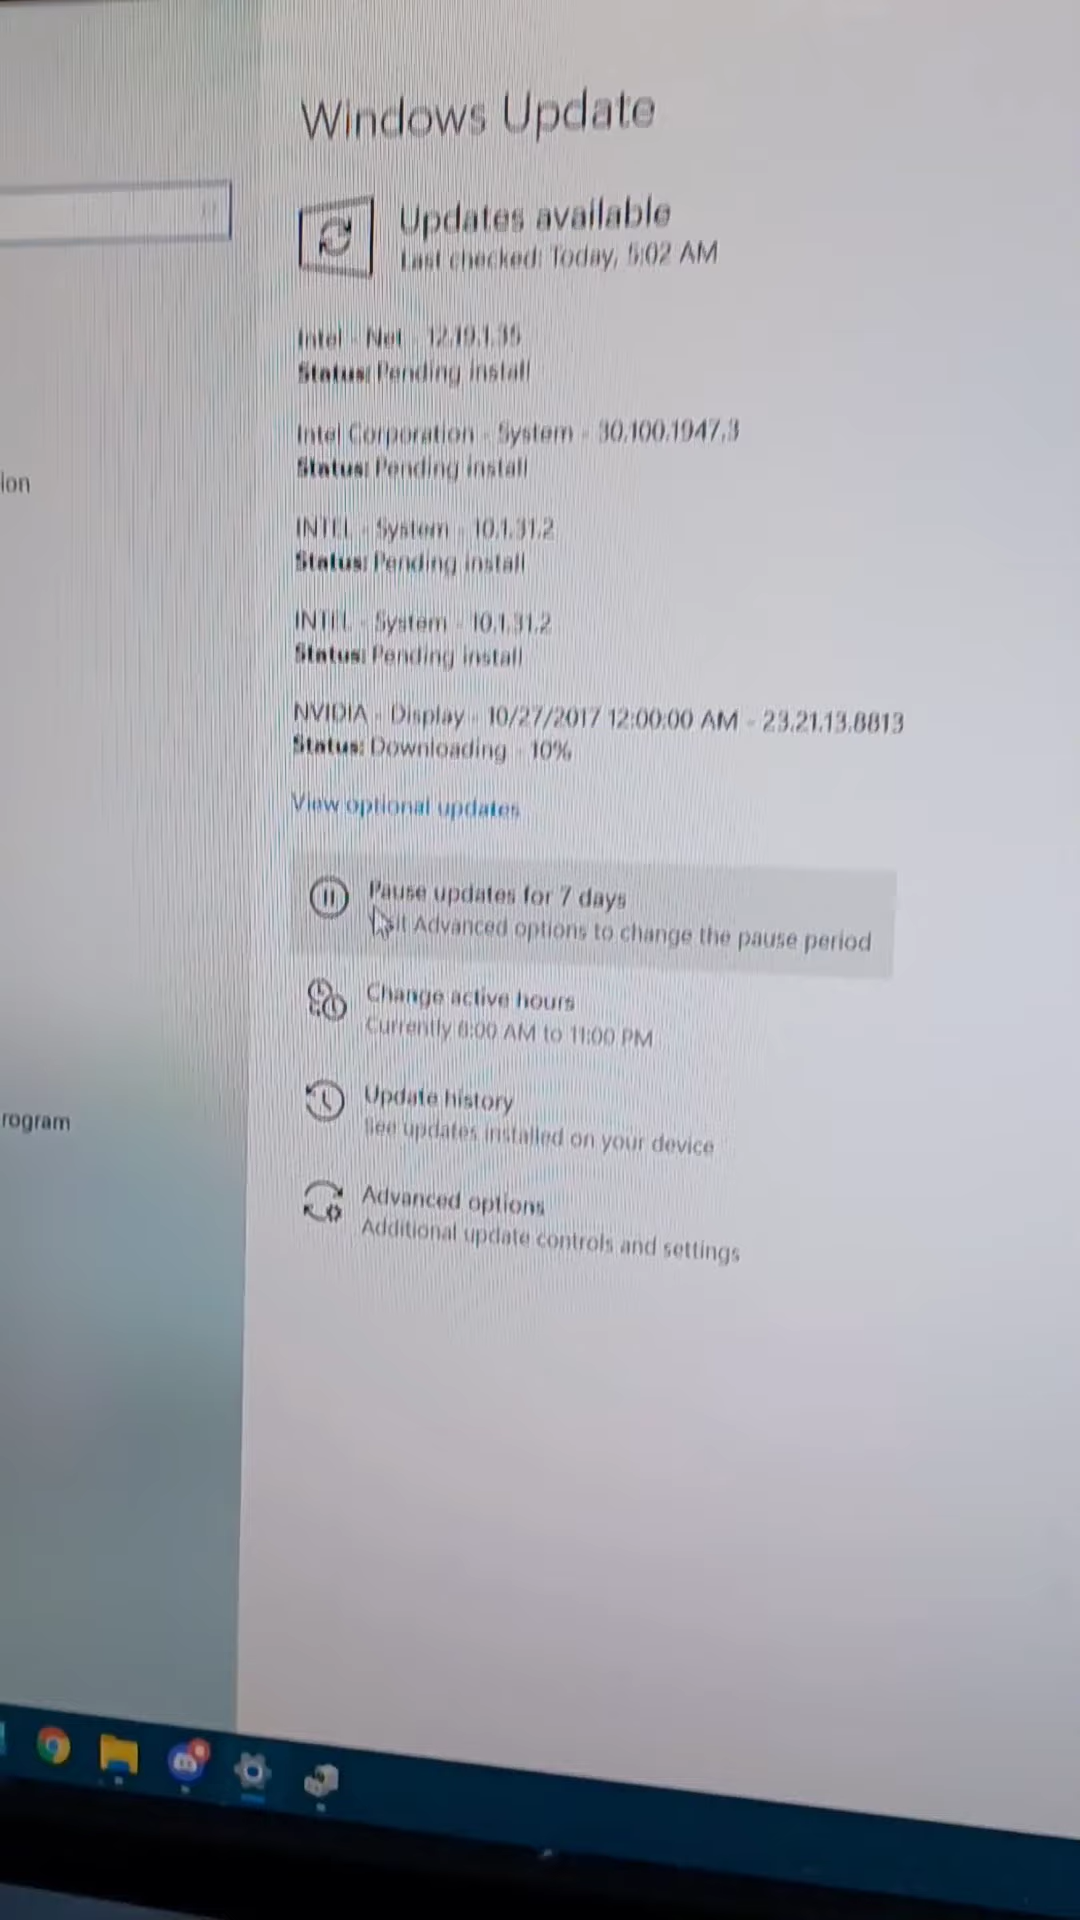 Windows Update
Updates available
Last checked: Today, 5:02 AM
Intel - Net - 12.19.1.35
Status: Pending install
Intel Corporation - System - 30.100.1947.3
Status: Pending install
ion
INTEL - System - 10.1.31.2
Status: Pending install
INTEL - System - 10.1.31.2
Status: Pending install
NVIDIA - Display - 10/27/2017 12:00:00 AM - 23.21.13.8813
Status: Downloading - 10%
View optional updates
Pause updates for 7 days
Visit Advanced options to change the pause period
Change active hours
Currently 8:00 AM to 11:00 PM
Update history
See updates installed on your device
rogram
Advanced options
Additional update controls and settings